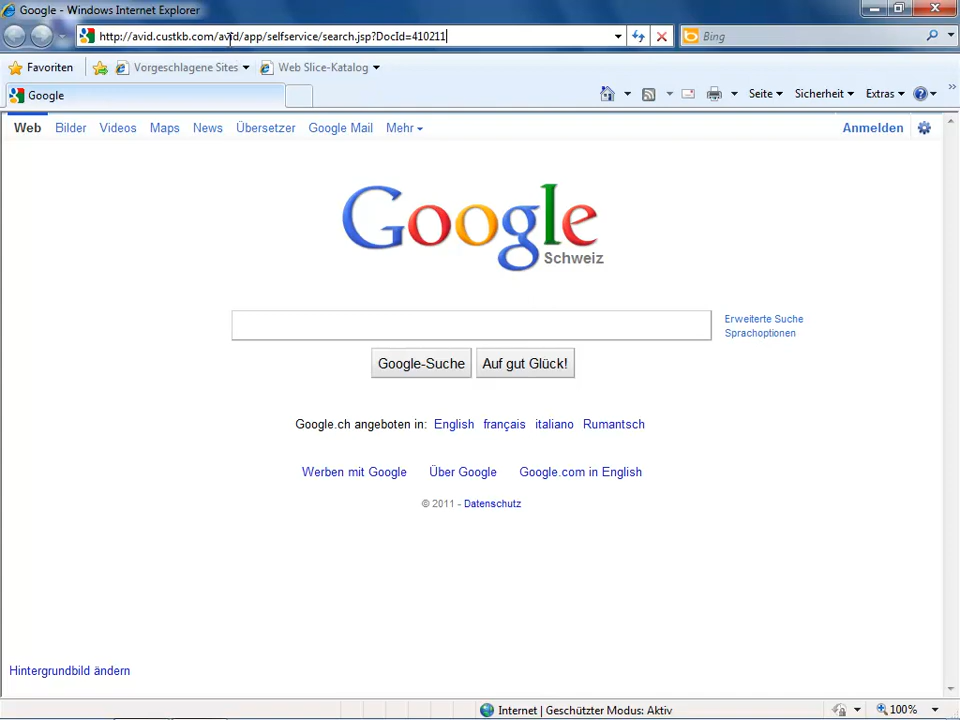 Google - Windows Internet Explorer
http://avid.custkb.com/avid/app/selfservice/search.jsp?DocId=410211
Bing
Favoriten
Vorgeschlagene Sites
Web Slice-Katalog
Google
Seite
Sicherheit
Extras
Web Bilder Videos Maps News Übersetzer Google Mail Mehr
Anmelden
Google
Schweiz
Erweiterte Suche
Sprachoptionen
Google-Suche
Auf gut Glück!
Google.ch angeboten in: English français italiano Rumantsch
Werben mit Google Über Google Google.com in English
© 2011 - Datenschutz
Hintergrundbild ändern
Internet | Geschützter Modus: Aktiv
100%